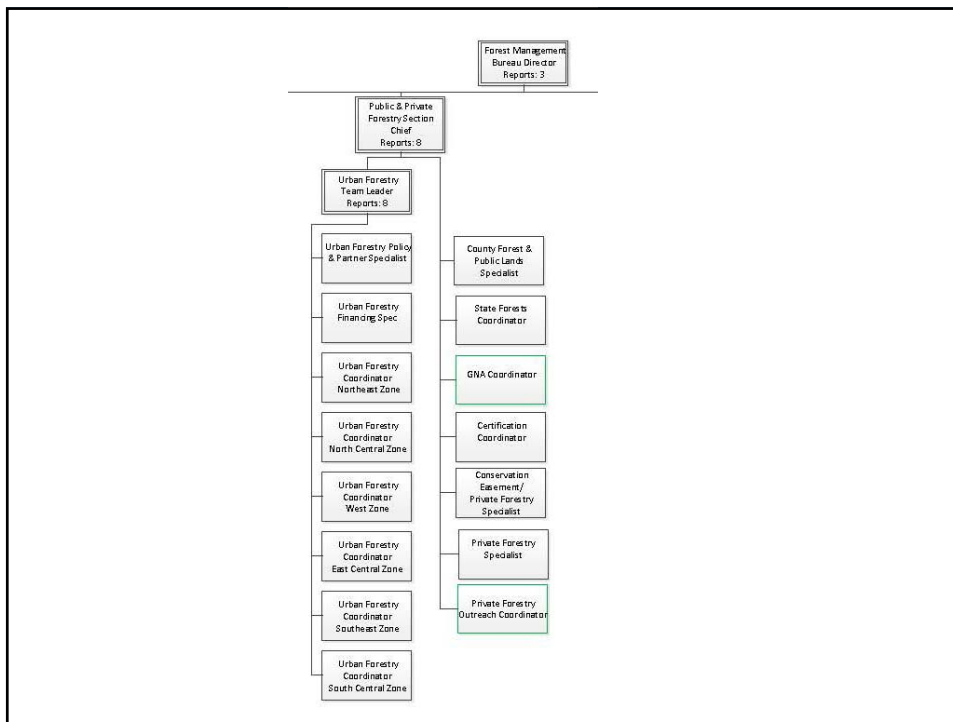 Forest Management
Bureau Director
Reports: 3
Public & Private
Forestry Section
Chief
Reports: 8
Urban Forestry
Team Leader
Reports: 8
Urban Forestry Policy
& Partner Specialist
Urban Forestry
Financing Spec
Urban Forestry
Coordinator
Northeast Zone
Urban Forestry
Coordinator
North Central Zone
Urban Forestry
Coordinator
West Zone
Urban Forestry
Coordinator
East Central Zone
Urban Forestry
Coordinator
Southeast Zone
Urban Forestry
Coordinator
South Central Zone
County Forest &
Public Lands
Specialist
State Forests
Coordinator
GNA Coordinator
Certification
Coordinator
Conservation
Easement/
Private Forestry
Specialist
Private Forestry
Specialist
Private Forestry
Outreach Coordinator